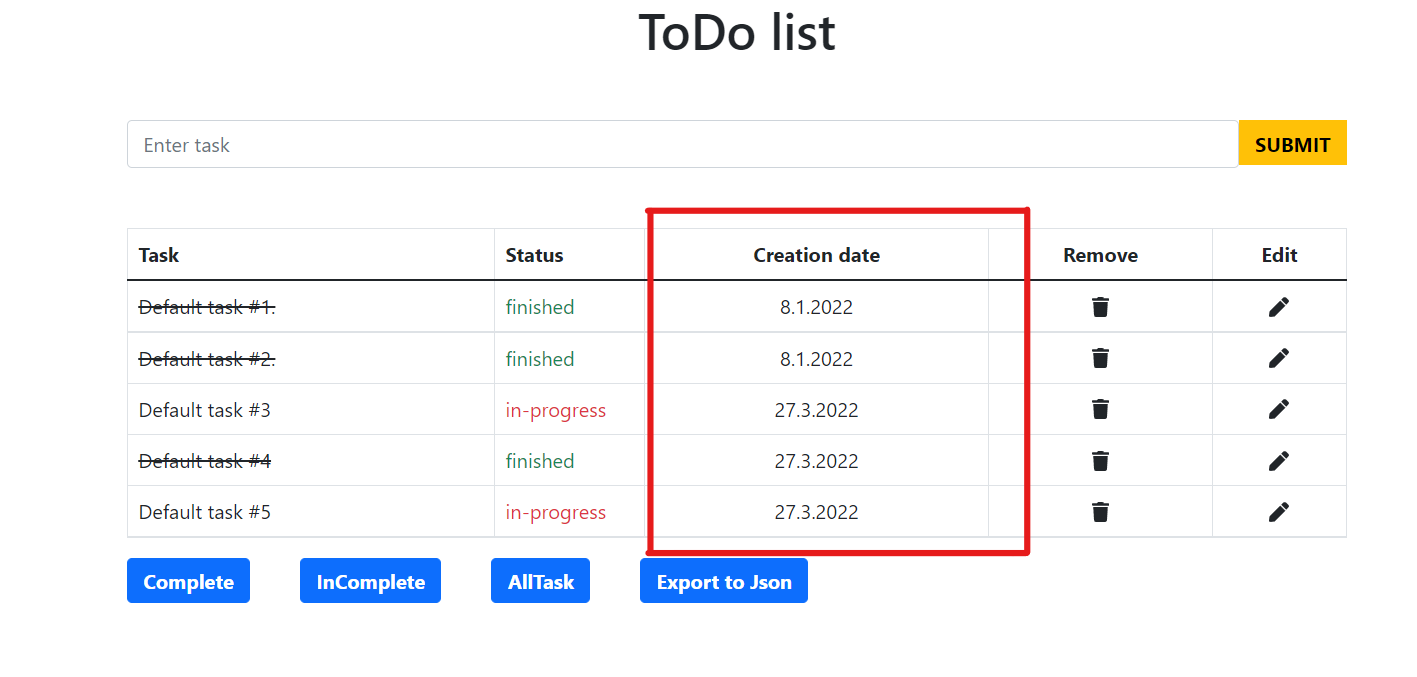 ToDo list
Enter task
SUBMIT
Task Status Creation date Remove Edit
Default task #1. finished 8.1.2022
Default task #2. finished 8.1.2022
Default task #3 in-progress 27.3.2022
Default task #4 finished 27.3.2022
Default task #5 in-progress 27.3.2022
Complete InComplete AllTask Export to Json